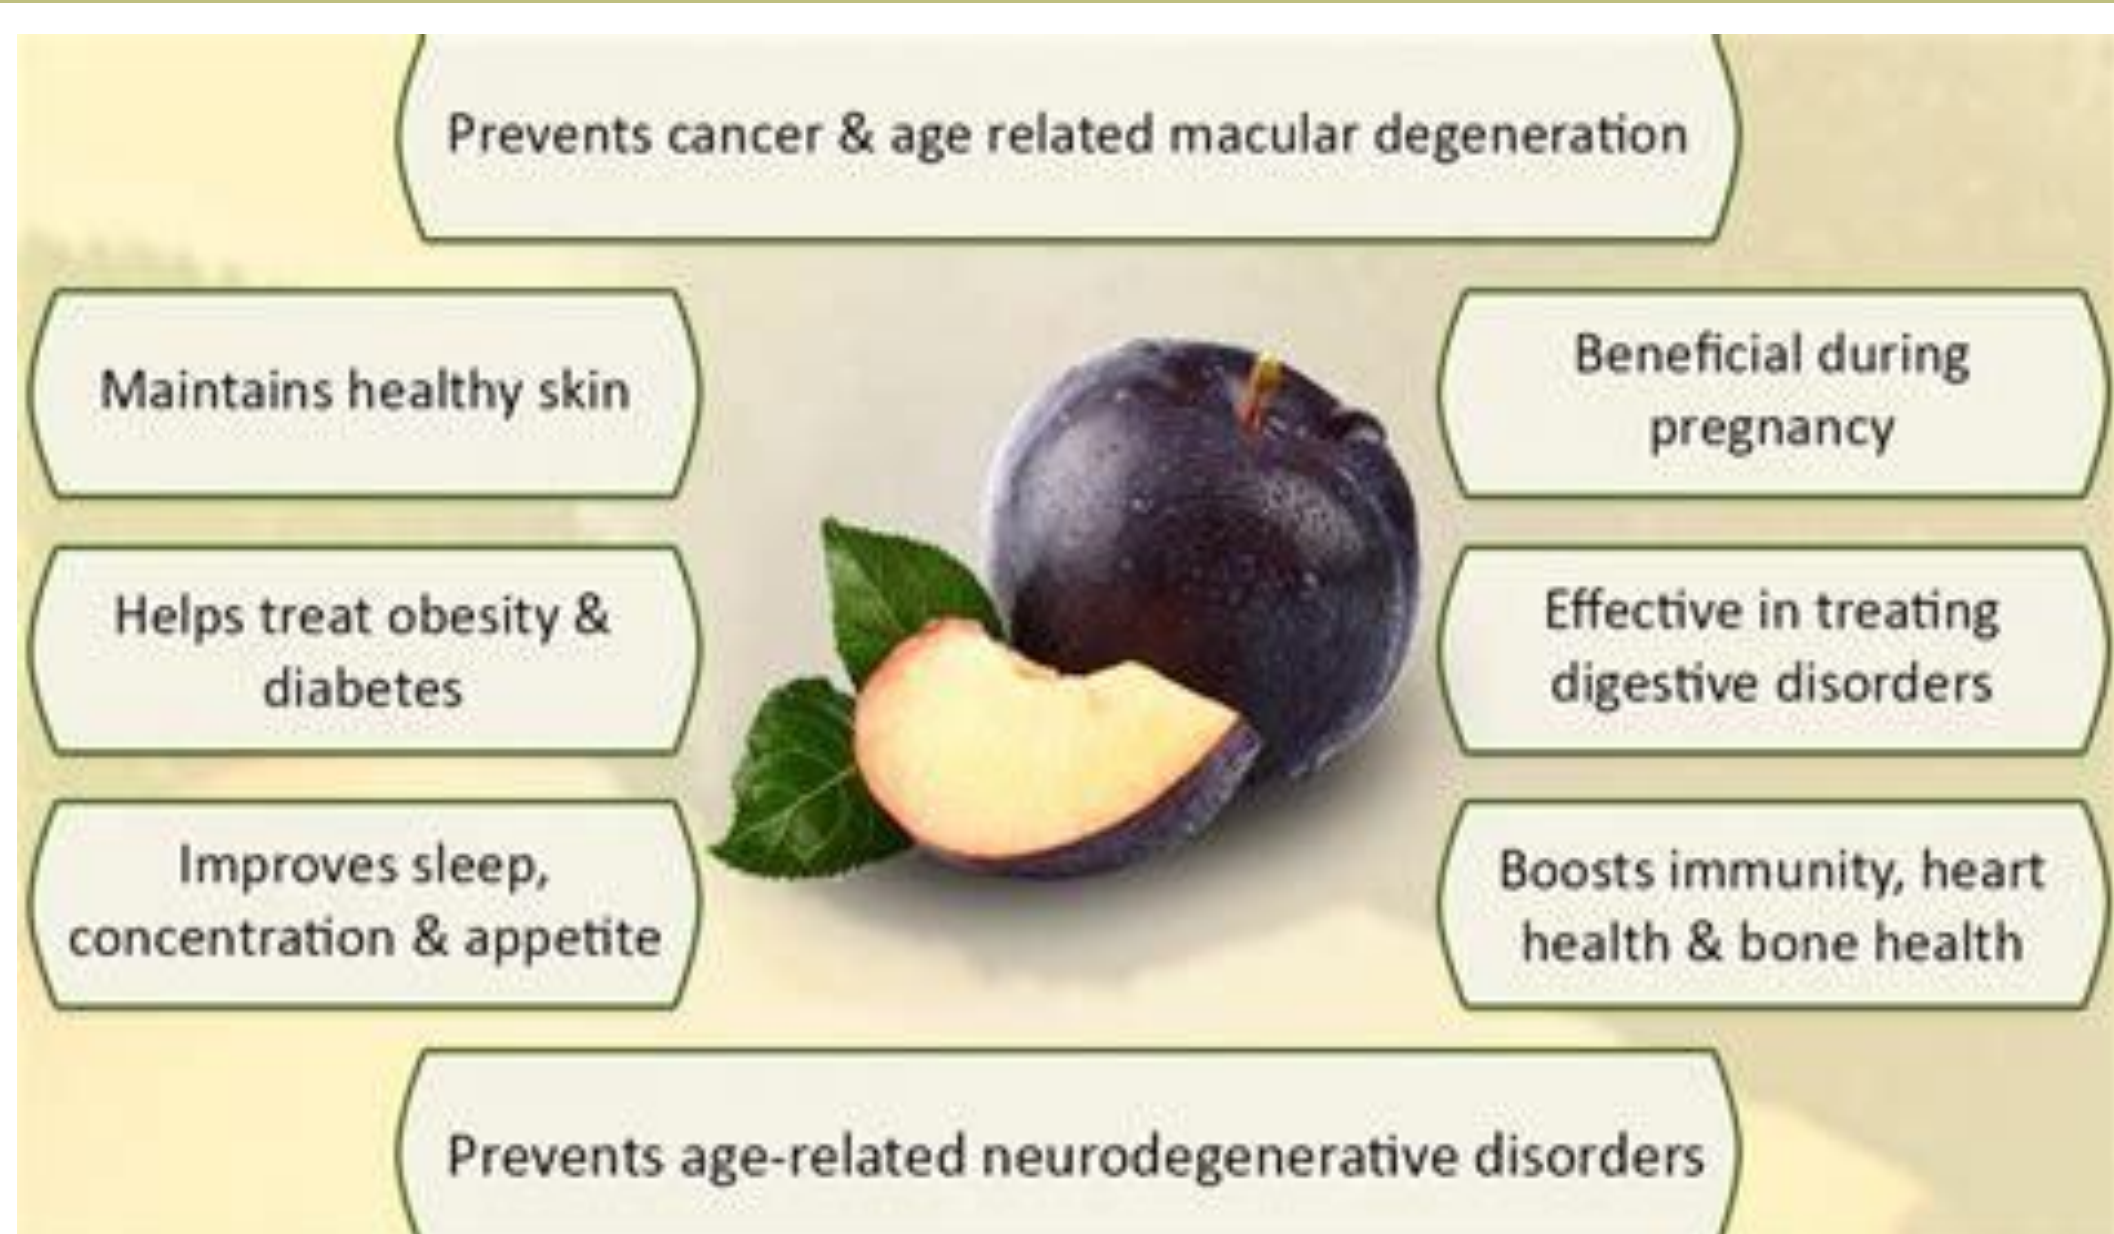 Prevents cancer & age related macular degeneration
Maintains healthy skin
Beneficial during
pregnancy
Helps treat obesity &
diabetes
Effective in treating
digestive disorders
Improves sleep,
concentration & appetite
Boosts immunity, heart
health & bone health
Prevents age-related neurodegenerative disorders